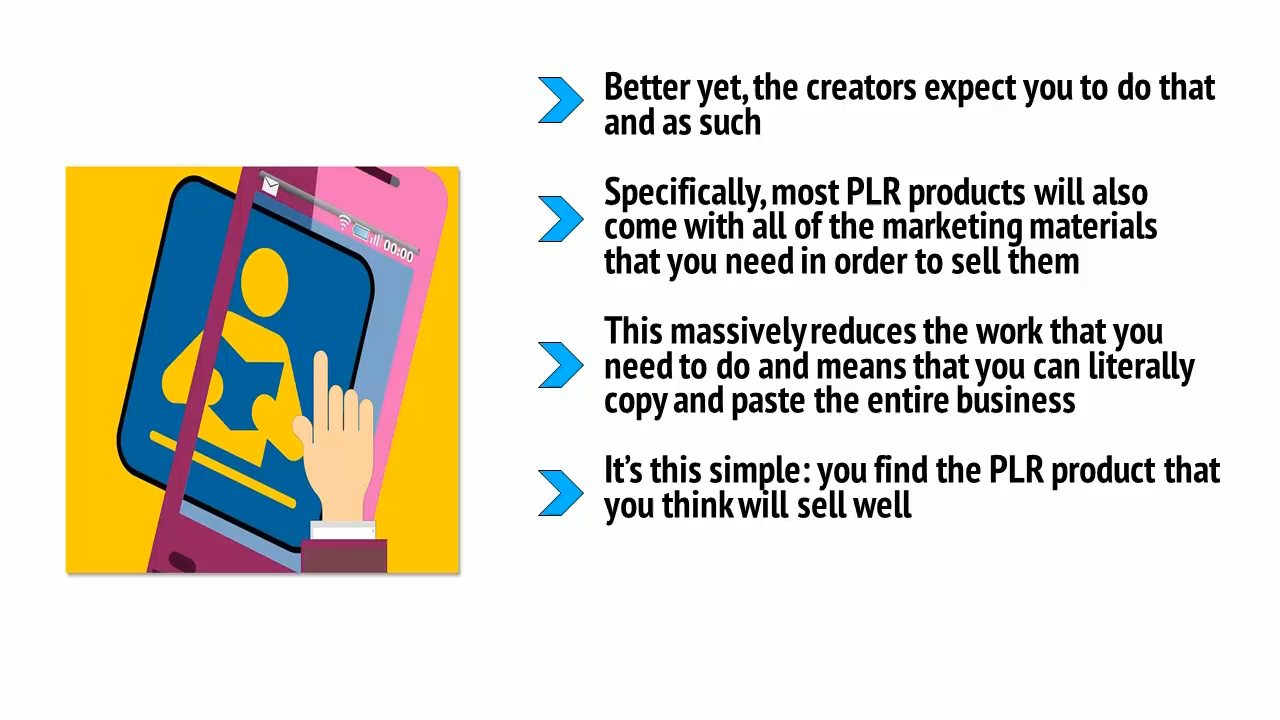 Better yet, the creators expect you to do that
and as such
Specifically, most PLR products will also
come with all of the marketing materials
that you need in order to sell them
This massively reduces the work that you
need to do and means that you can literally
copy and paste the entire business
It's this simple: you find the PLR product that
you think will sell well
00:00